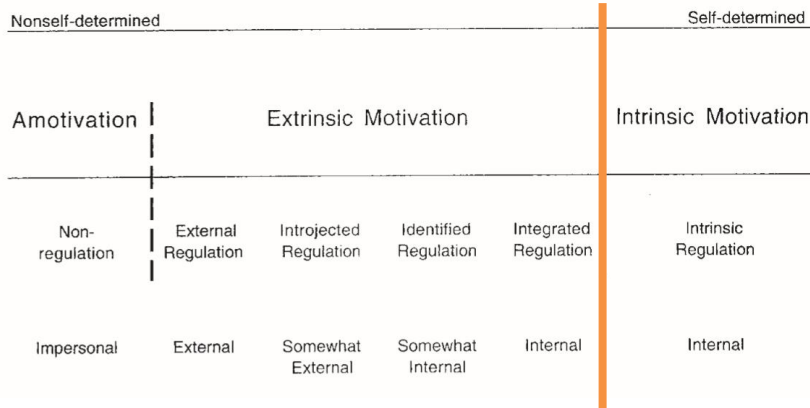 Nonself-determined Self-determined
Amotivation Extrinsic Motivation Intrinsic Motivation
Non- External Introjected Identified Integrated Intrinsic
regulation Regulation Regulation Regulation Regulation Regulation
Impersonal External Somewhat Somewhat Internal Internal
External Internal